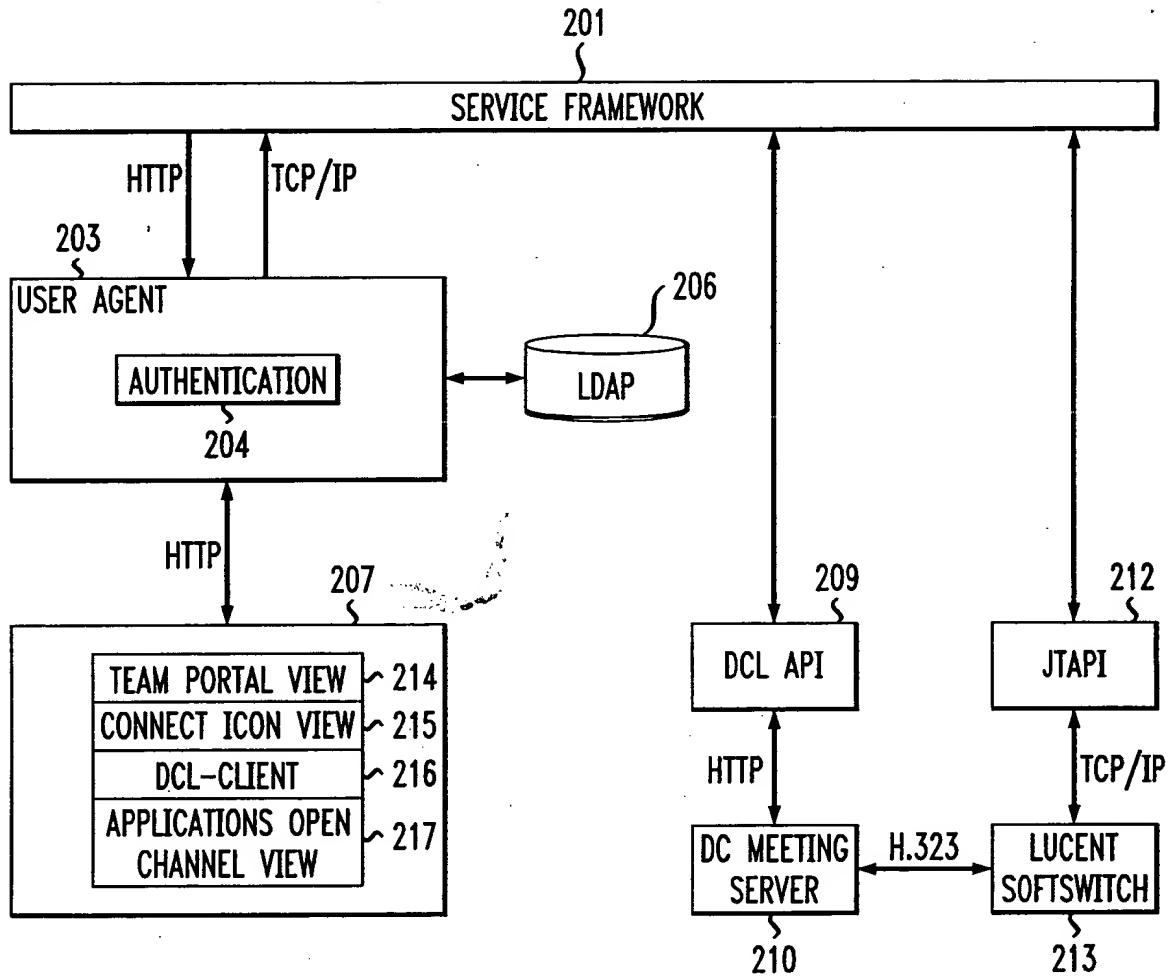 201
SERVICE FRAMEWORK
HTTP
TCP/IP
203
USER AGENT
AUTHENTICATION
204
206
LDAP
HTTP
207
TEAM PORTAL VIEW
214
CONNECT ICON VIEW
215
DCL-CLIENT
216
APPLICATIONS OPEN
CHANNEL VIEW
217
209
DCL API
212
JTAPI
HTTP
TCP/IP
DC MEETING
SERVER
210
H.323
LUCENT
SOFTSWITCH
213